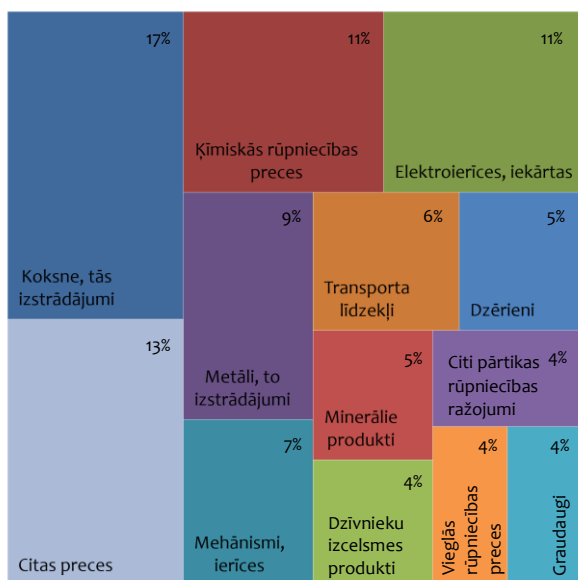 17%
Koksne, tās
izstrādājumi
11%
Ķīmiskās rūpniecības
preces
11%
Elektroierīces, iekārtas
9%
Metāli, to
izstrādājumi
6%
Transporta
līdzekļi
5%
Dzērieni
13%
Citas preces
5%
Minerālie
produkti
4%
Citi pārtikas
rūpniecības
ražojumi
7%
Mehānismi,
ierīces
4%
Dzīvnieku
izcelsmes
produkti
4%
Vieglās
rūpniecības
preces
4%
Graudaugi